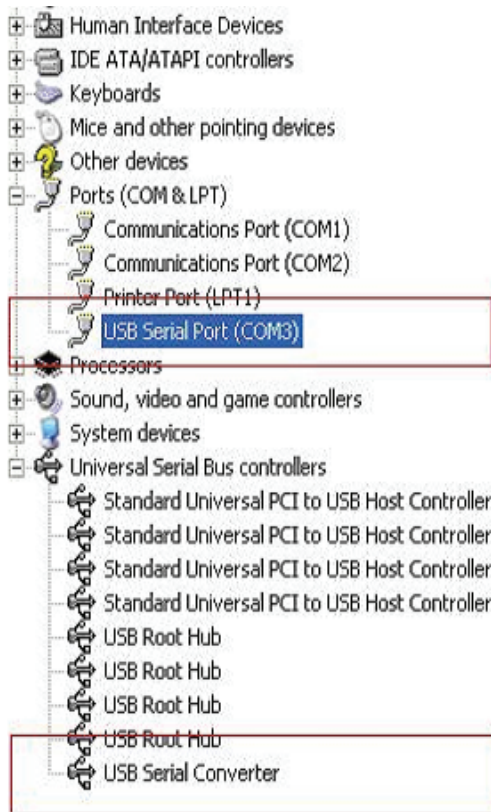 Human Interface Devices
IDE ATA/ATAPI controllers
Keyboards
Mice and other pointing devices
Other devices
Ports (COM & LPT)
Communications Port (COM1)
Communications Port (COM2)
Printer Port (LPT1)
USB Serial Port (COM3)
Processors
Sound, video and game controllers
System devices
Universal Serial Bus controllers
Standard Universal PCI to USB Host Controller
Standard Universal PCI to USB Host Controller
Standard Universal PCI to USB Host Controller
Standard Universal PCI to USB Host Controller
USB Root Hub
USB Root Hub
USB Root Hub
USB Root Hub
USB Serial Converter